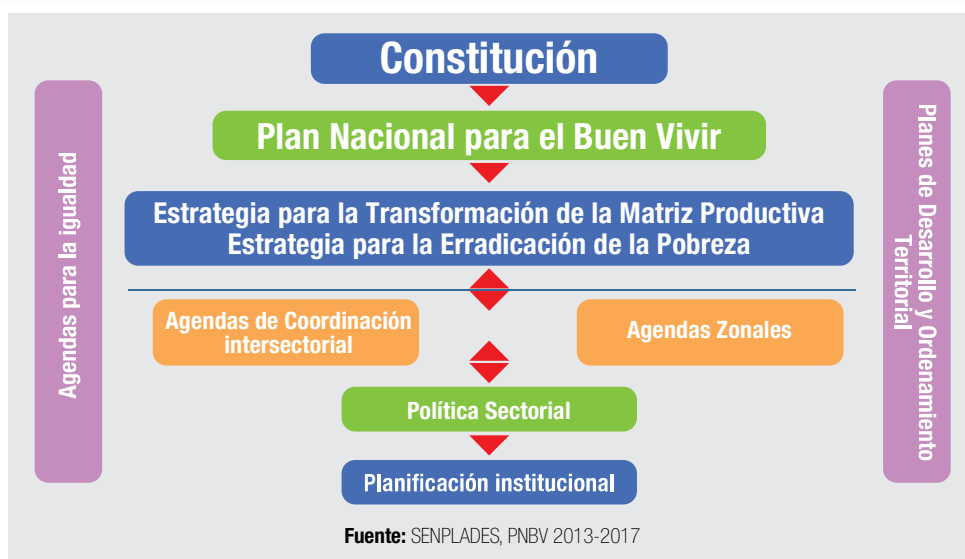 Constitución
Plan Nacional para el Buen Vivir
Estrategia para la Transformación de la Matriz Productiva
Estrategia para la Erradicación de la Pobreza
Agendas para la igualdad
Planes de Desarrollo y Ordenamiento
Territorial
Agendas de Coordinación
intersectorial
Agendas Zonales
Política Sectorial
Planificación institucional
Fuente: SENPLADES, PNBV 2013-2017